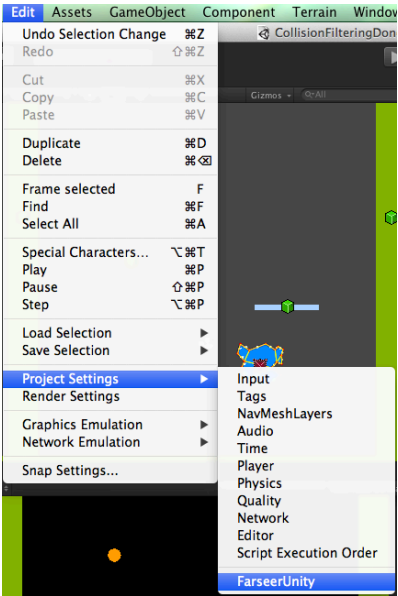 Edit Assets GameObject Component Terrain Window
CollisionFilteringDon
Undo Selection Change ⌘Z
Redo ⇧⌘Z
Cut ⌘X
Copy ⌘C
Paste ⌘V
Gizmos
All
Duplicate ⌘D
Delete ⌘⌫
Frame selected F
Find ⌘F
Select All ⌘A
Special Characters... ⌥⌘T
Play ⌘P
Pause ⇧⌘P
Step ⌥⌘P
Load Selection ▶
Save Selection ▶
Project Settings ▶
Render Settings
Graphics Emulation ▶
Network Emulation ▶
Snap Settings...
Input
Tags
NavMeshLayers
Audio
Time
Player
Physics
Quality
Network
Editor
Script Execution Order
FarseerUnity